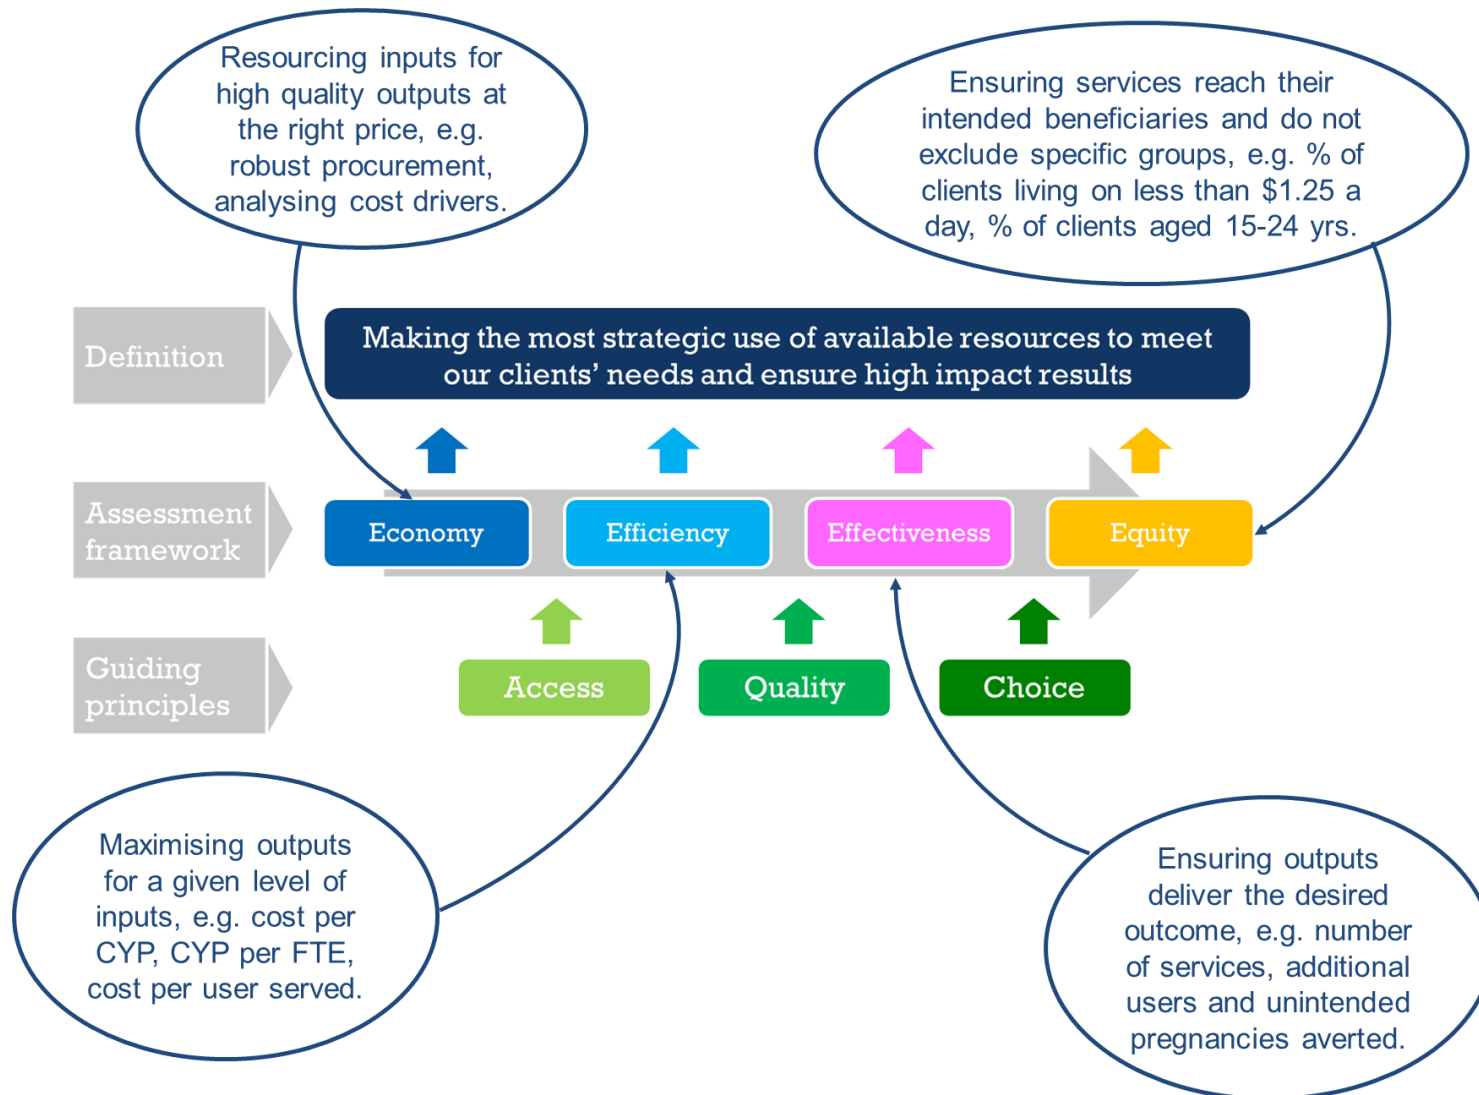 Resourcing inputs for
high quality outputs at
the right price, e.g.
robust procurement,
analysing cost drivers.
Ensuring services reach their
intended beneficiaries and do not
exclude specific groups, e.g. % of
clients living on less than $1.25 a
day, % of clients aged 15-24 yrs.
Definition
Making the most strategic use of available resources to meet
our clients’ needs and ensure high impact results
Assessment
framework
Economy
Efficiency
Effectiveness
Equity
Guiding
principles
Access
Quality
Choice
Maximising outputs
for a given level of
inputs, e.g. cost per
CYP, CYP per FTE,
cost per user served.
Ensuring outputs
deliver the desired
outcome, e.g. number
of services, additional
users and unintended
pregnancies averted.